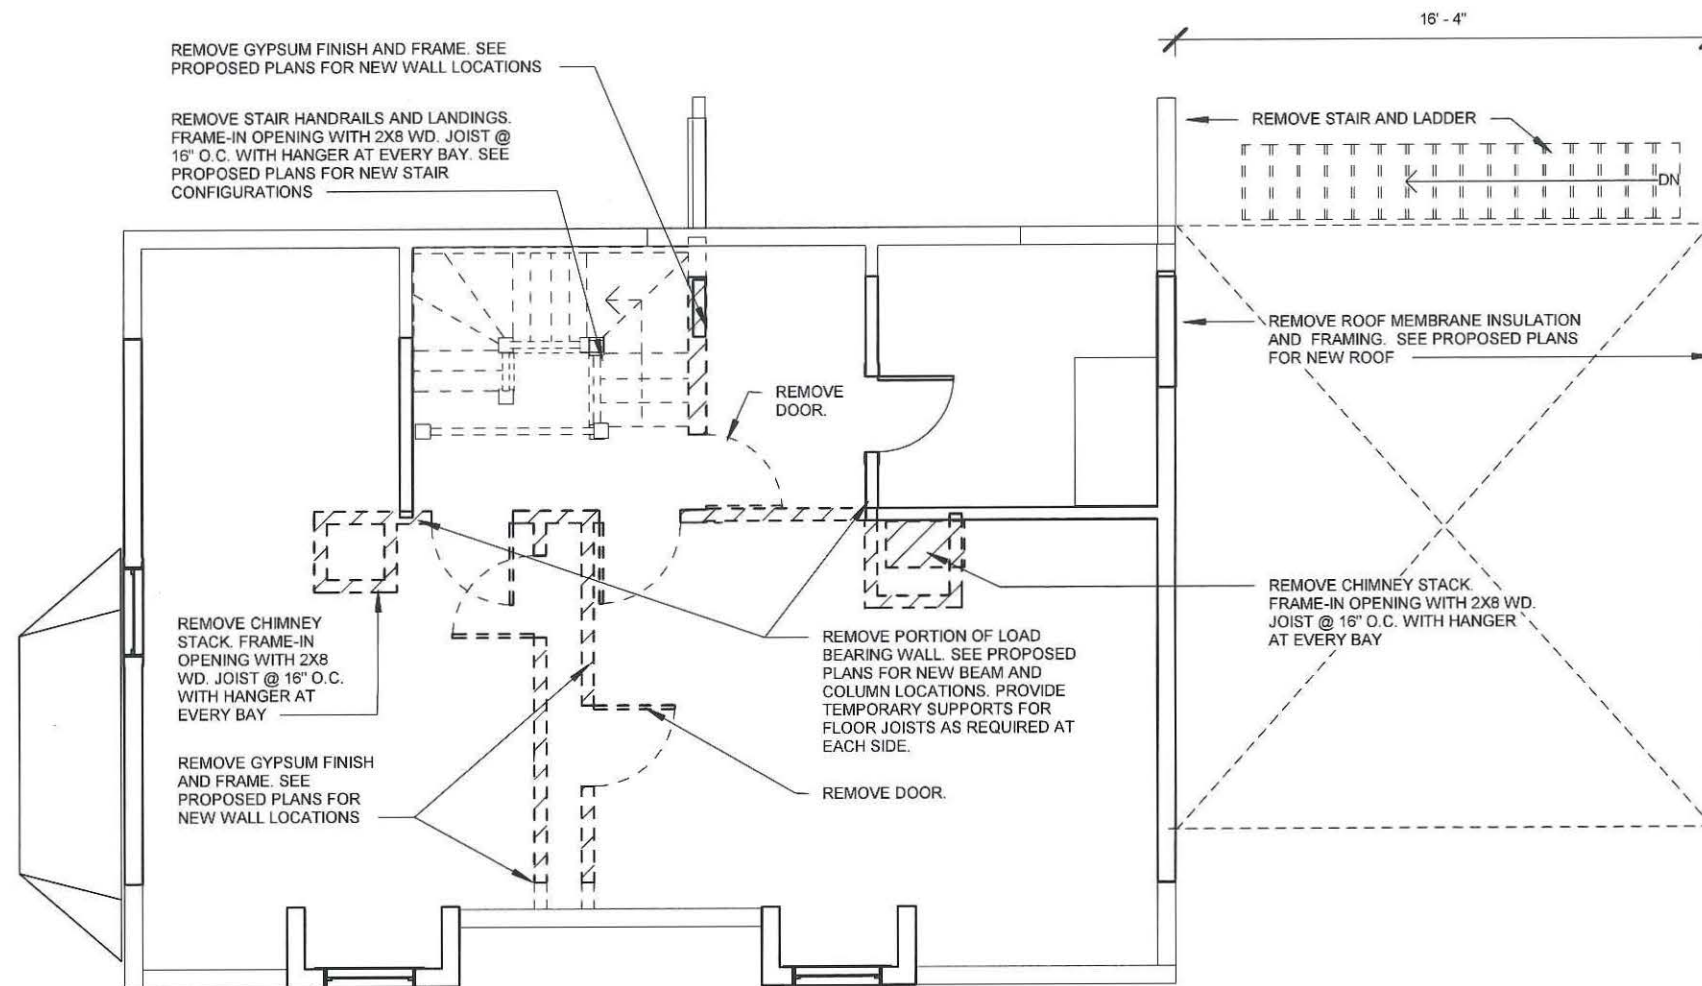 16' - 4"
REMOVE GYPSUM FINISH AND FRAME. SEE
PROPOSED PLANS FOR NEW WALL LOCATIONS
REMOVE STAIR HANDRAILS AND LANDINGS.
FRAME-IN OPENING WITH 2X8 WD. JOIST @
16" O.C. WITH HANGER AT EVERY BAY. SEE
PROPOSED PLANS FOR NEW STAIR
CONFIGURATIONS
REMOVE STAIR AND LADDER
DN
REMOVE ROOF MEMBRANE INSULATION
AND FRAMING. SEE PROPOSED PLANS
FOR NEW ROOF
REMOVE
DOOR.
REMOVE CHIMNEY
STACK. FRAME-IN
OPENING WITH 2X8
WD. JOIST @ 16" O.C.
WITH HANGER AT
EVERY BAY
REMOVE PORTION OF LOAD
BEARING WALL. SEE PROPOSED
PLANS FOR NEW BEAM AND
COLUMN LOCATIONS. PROVIDE
TEMPORARY SUPPORTS FOR
FLOOR JOISTS AS REQUIRED AT
EACH SIDE.
REMOVE CHIMNEY STACK.
FRAME-IN OPENING WITH 2X8 WD.
JOIST @ 16" O.C. WITH HANGER
AT EVERY BAY
REMOVE GYPSUM FINISH
AND FRAME. SEE
PROPOSED PLANS FOR
NEW WALL LOCATIONS
REMOVE DOOR.